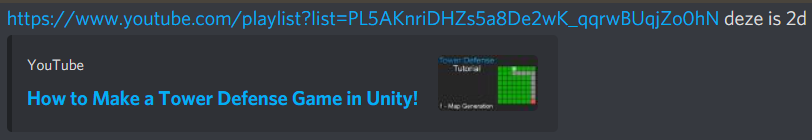 https://www.youtube.com/playlist?list=PL5AKnriDHZs5a8De2wK_qqrwBUqjZo0hN deze is 2d
YouTube
How to Make a Tower Defense Game in Unity!
Tower Defense
Tutorial
1 - Map Generation